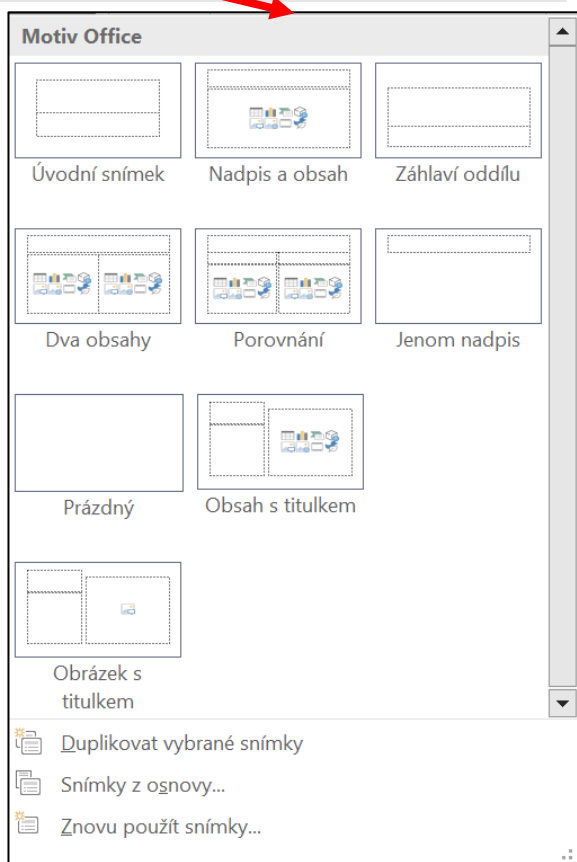 Motiv Office
Úvodní snímek
Nadpis a obsah
Záhlaví oddílu
Dva obsahy
Porovnání
Jenom nadpis
Prázdný
Obsah s titulkem
Obrázek s
titulkem
Duplikovat vybrané snímky
Snímky z osnovy...
Znovu použít snímky...